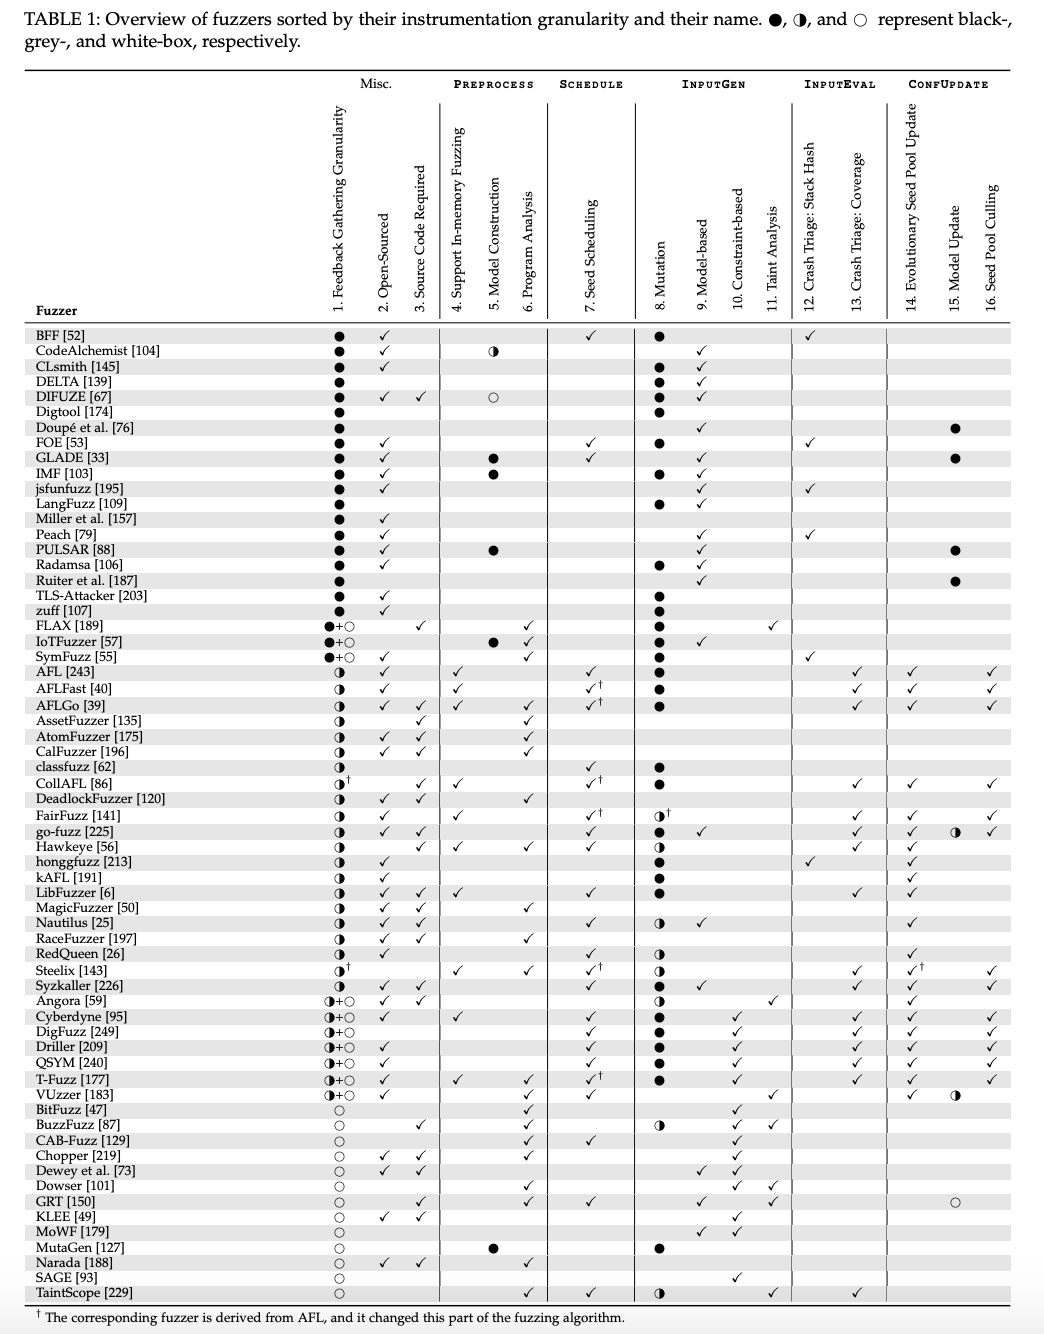 TABLE 1: Overview of fuzzers sorted by their instrumentation granularity and their name. ●, ◑, and ○ represent black-,
grey-, and white-box, respectively.
Misc. PREPROCESS SCHEDULE INPUTGEN INPUTEVAL CONFUPDATE
Fuzzer
1. Feedback Gathering Granularity
2. Open-Sourced
3. Source Code Required
4. Support In-memory Fuzzing
5. Model Construction
6. Program Analysis
7. Seed Scheduling
8. Mutation
9. Model-based
10. Constraint-based
11. Taint Analysis
12. Crash Triage: Stack Hash
13. Crash Triage: Coverage
14. Evolutionary Seed Pool Update
15. Model Update
16. Seed Pool Culling
BFF [52] ● ✓ ✓ ● ✓
CodeAlchemist [104] ● ✓ ◑ ✓
CLsmith [145] ● ✓ ● ✓
DELTA [139] ● ● ✓
DIFUZE [67] ● ✓ ✓ ○ ● ✓
Digtool [174] ● ●
Doupé et al. [76] ● ✓ ●
FOE [53] ● ✓ ✓ ● ✓
GLADE [33] ● ✓ ● ✓ ✓ ●
IMF [103] ● ✓ ● ● ✓
jsfunfuzz [195] ● ✓ ✓ ✓
LangFuzz [109] ● ● ✓
Miller et al. [157] ● ✓
Peach [79] ● ✓ ✓ ✓
PULSAR [88] ● ✓ ● ✓ ●
Radamsa [106] ● ✓ ● ✓
Ruiter et al. [187] ● ✓ ●
TLS-Attacker [203] ● ✓ ●
zuff [107] ● ✓ ●
FLAX [189] ●+○ ✓ ✓ ● ✓
IoTFuzzer [57] ●+○ ● ✓ ● ✓
SymFuzz [55] ●+○ ✓ ✓ ● ✓
AFL [243] ◑ ✓ ✓ ✓ ● ✓ ✓ ✓
AFLFast [40] ◑ ✓ ✓ ✓† ● ✓ ✓ ✓
AFLGo [39] ◑ ✓ ✓ ✓ ✓ ✓† ● ✓ ✓ ✓
AssetFuzzer [135] ◑ ✓ ✓
AtomFuzzer [175] ◑ ✓ ✓ ✓
CalFuzzer [196] ◑ ✓ ✓ ✓
classfuzz [62] ◑ ✓ ●
CollAFL [86] ◑† ✓ ✓ ✓† ● ✓ ✓ ✓
DeadlockFuzzer [120] ◑ ✓ ✓ ✓
FairFuzz [141] ◑ ✓ ✓ ✓† ◑† ✓ ✓ ✓
go-fuzz [225] ◑ ✓ ✓ ✓ ● ✓ ✓ ✓ ◑ ✓
Hawkeye [56] ◑ ✓ ✓ ✓ ✓ ◑ ✓ ✓
honggfuzz [213] ◑ ✓ ● ✓ ✓
kAFL [191] ◑ ✓ ● ✓
LibFuzzer [6] ◑ ✓ ✓ ✓ ✓ ● ✓ ✓
MagicFuzzer [50] ◑ ✓ ✓ ✓
Nautilus [25] ◑ ✓ ✓ ✓ ◑ ✓ ✓
RaceFuzzer [197] ◑ ✓ ✓ ✓
RedQueen [26] ◑ ✓ ✓ ◑ ✓
Steelix [143] ◑† ✓ ✓ ✓† ◑ ✓ ✓† ✓
Syzkaller [226] ◑ ✓ ✓ ✓ ● ✓ ✓ ✓ ✓
Angora [59] ◑+○ ✓ ✓ ◑ ✓ ✓
Cyberdyne [95] ◑+○ ✓ ✓ ✓ ● ✓ ✓ ✓ ✓
DigFuzz [249] ◑+○ ✓ ● ✓ ✓ ✓ ✓
Driller [209] ◑+○ ✓ ✓ ● ✓ ✓ ✓ ✓
QSYM [240] ◑+○ ✓ ✓ ● ✓ ✓ ✓ ✓
T-Fuzz [177] ◑+○ ✓ ✓ ✓ ✓† ● ✓ ✓ ✓ ✓
VUzzer [183] ◑+○ ✓ ✓ ✓ ✓ ✓ ◑
BitFuzz [47] ○ ✓ ✓
BuzzFuzz [87] ○ ✓ ✓ ◑ ✓ ✓
CAB-Fuzz [129] ○ ✓ ✓ ✓
Chopper [219] ○ ✓ ✓ ✓ ✓
Dewey et al. [73] ○ ✓ ✓ ✓ ✓
Dowser [101] ○ ✓ ✓ ✓
GRT [150] ○ ✓ ✓ ✓ ✓ ✓ ○
KLEE [49] ○ ✓ ✓ ✓
MoWF [179] ○ ✓ ✓
MutaGen [127] ○ ● ●
Narada [188] ○ ✓ ✓ ✓
SAGE [93] ○ ✓
TaintScope [229] ○ ✓ ✓ ◑ ✓ ✓
† The corresponding fuzzer is derived from AFL, and it changed this part of the fuzzing algorithm.